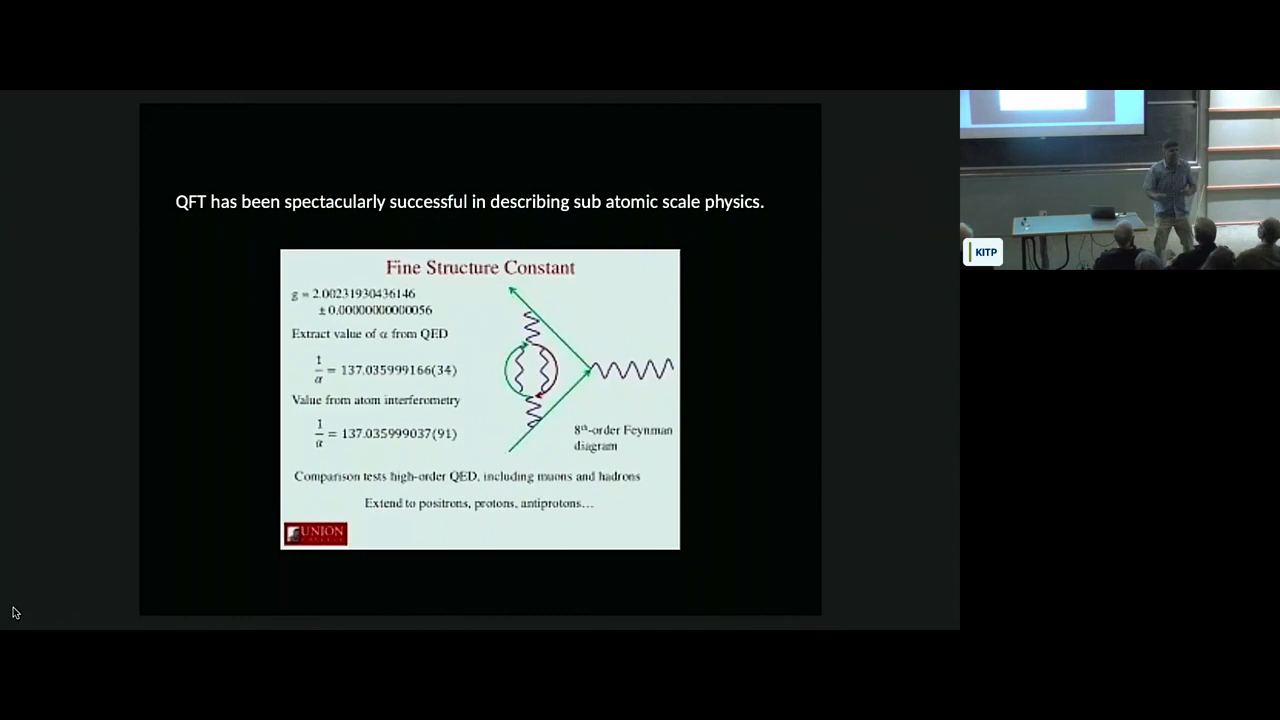 QFT has been spectacularly successful in describing sub atomic scale physics.
Fine Structure Constant
g = 2.00231930436146
± 0.00000000000056
Extract value of α from QED
1/α = 137.035999166(34)
Value from atom interferometry
1/α = 137.035999037(91)
8th-order Feynman
diagram
Comparison tests high-order QED, including muons and hadrons
Extend to positrons, protons, antiprotons...
UNION
KITP